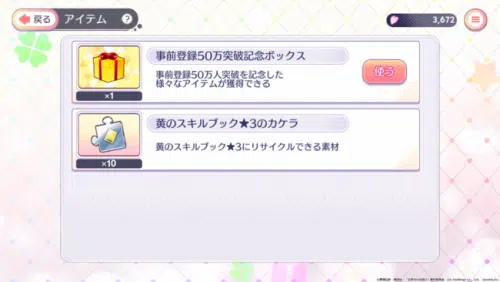 戻る アイテム ?
3,672
事前登録50万突破記念ボックス
事前登録50万人突破を記念した
様々なアイテムが獲得できる
使う
×1
黄のスキルブック★3のカケラ
黄のスキルブック★3にリサイクルできる素材
×10